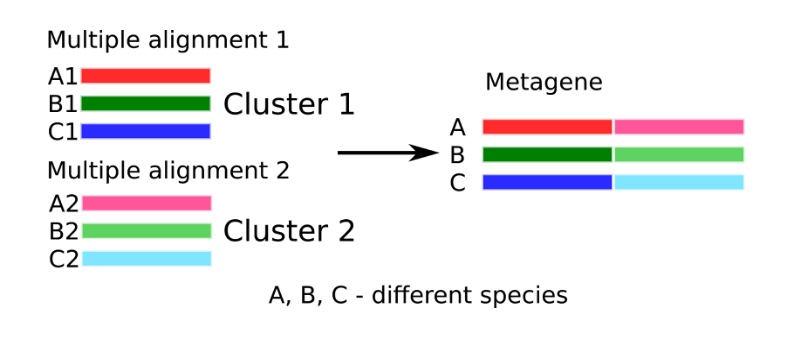 Multiple alignment 1
A1
B1 Cluster 1
C1
Multiple alignment 2
A2
B2 Cluster 2
C2
Metagene
A
B
C
A, B, C - different species